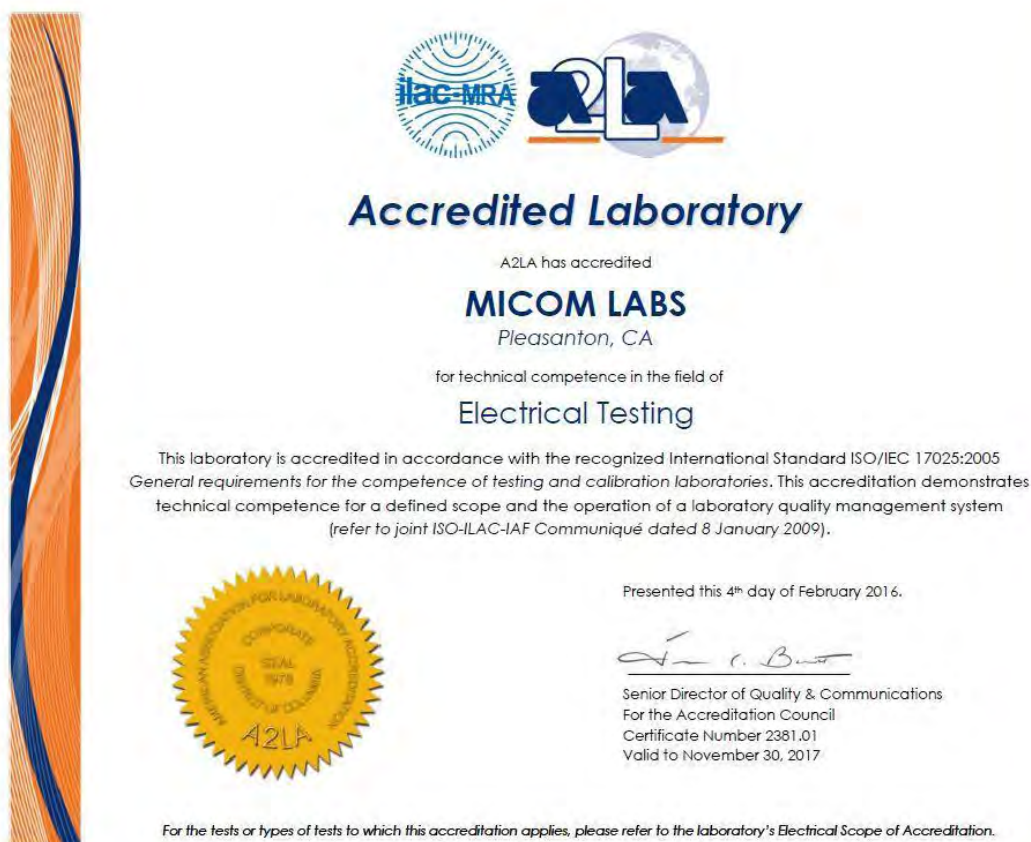 ilac-MRA
A2LA
Accredited Laboratory
A2LA has accredited
MICOM LABS
Pleasanton, CA
for technical competence in the field of
Electrical Testing
This laboratory is accredited in accordance with the recognized International Standard ISO/IEC 17025:2005
General requirements for the competence of testing and calibration laboratories. This accreditation demonstrates
technical competence for a defined scope and the operation of a laboratory quality management system
(refer to joint ISO-ILAC-IAF Communiqué dated 8 January 2009).
AMERICAN ASSOCIATION FOR LABORATORY ACCREDITATION
CORPORATE
SEAL
1978
DISTRICT OF COLUMBIA
A2LA
Presented this 4th day of February 2016.
Senior Director of Quality & Communications
For the Accreditation Council
Certificate Number 2381.01
Valid to November 30, 2017
For the tests or types of tests to which this accreditation applies, please refer to the laboratory's Electrical Scope of Accreditation.